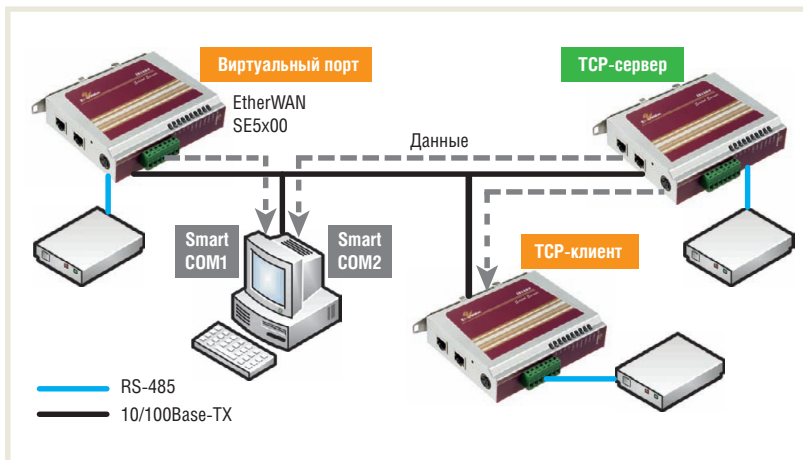 Виртуальный порт
TCP-сервер
EtherWAN
SE5x00
Данные
Smart
COM1
Smart
COM2
TCP-клиент
RS-485
10/100Base-TX